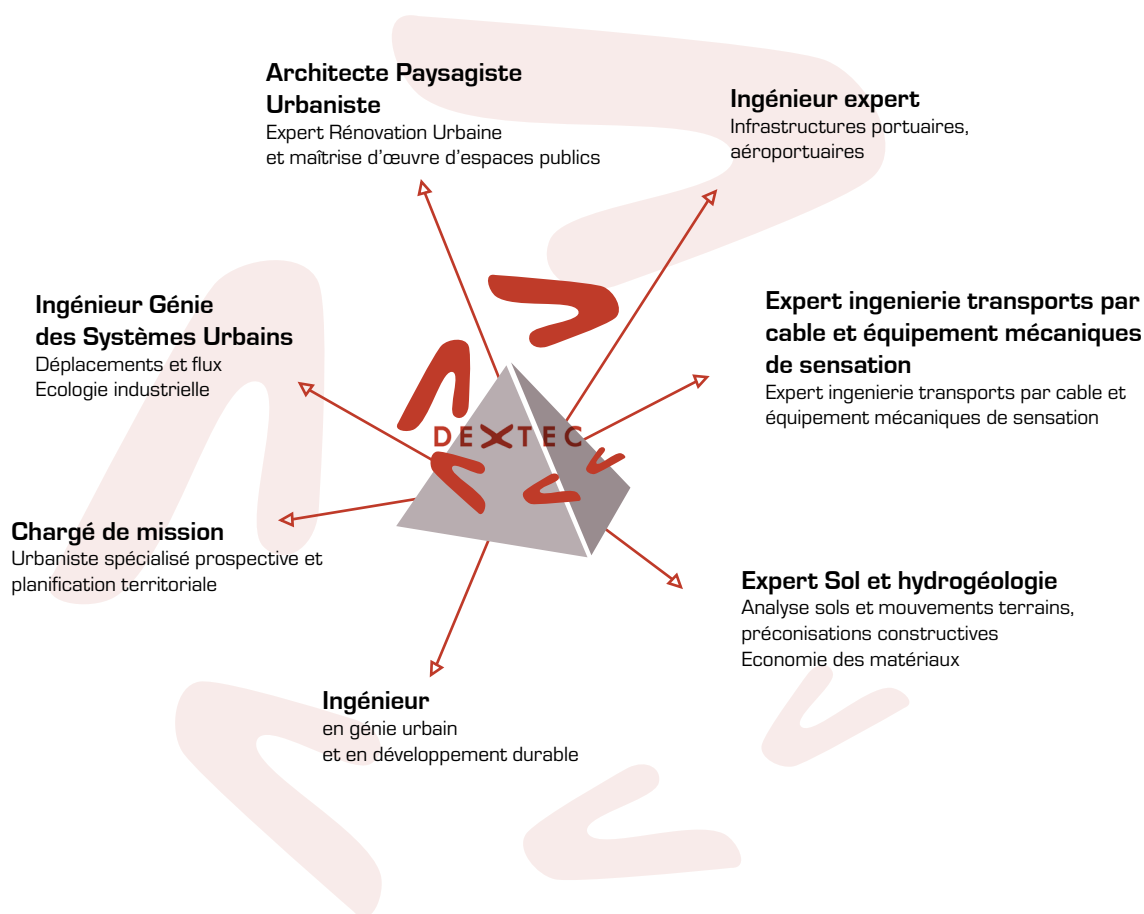 Architecte Paysagiste
Urbaniste
Expert Rénovation Urbaine
et maîtrise d'œuvre d'espaces publics
Ingénieur expert
Infrastructures portuaires,
aéroportuaires
Ingénieur Génie
des Systèmes Urbains
Déplacements et flux
Ecologie industrielle
Expert ingenierie transports par
cable et équipement mécaniques
de sensation
Expert ingenierie transports par cable et
équipement mécaniques de sensation
DEXTEC
Chargé de mission
Urbaniste spécialisé prospective et
planification territoriale
Expert Sol et hydrogéologie
Analyse sols et mouvements terrains,
préconisations constructives
Economie des matériaux
Ingénieur
en génie urbain
et en développement durable